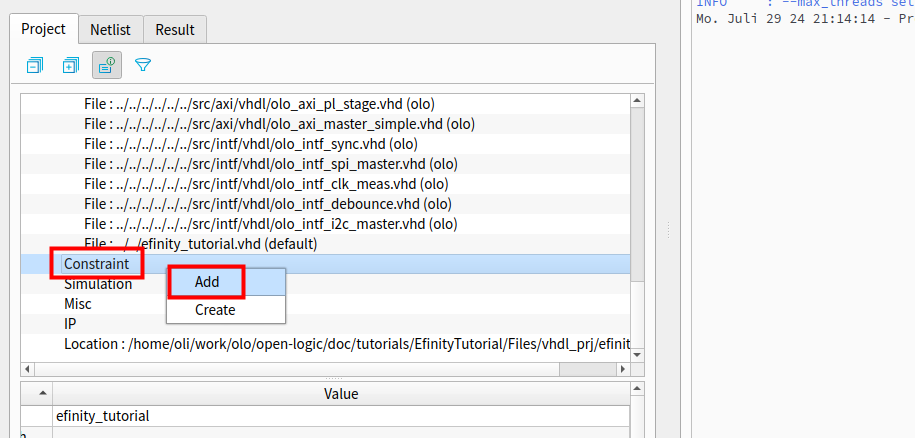 INFO : --max_threads sel
Mo. Juli 29 24 21:14:14 - Pr
Project Netlist Result
File : ../../../../../../src/axi/vhdl/olo_axi_pl_stage.vhd (olo)
File : ../../../../../../src/axi/vhdl/olo_axi_master_simple.vhd (olo)
File : ../../../../../../src/intf/vhdl/olo_intf_sync.vhd (olo)
File : ../../../../../../src/intf/vhdl/olo_intf_spi_master.vhd (olo)
File : ../../../../../../src/intf/vhdl/olo_intf_clk_meas.vhd (olo)
File : ../../../../../../src/intf/vhdl/olo_intf_debounce.vhd (olo)
File : ../../../../../../src/intf/vhdl/olo_intf_i2c_master.vhd (olo)
File : ../../efinity_tutorial.vhd (default)
Constraint
Add
Simulation
Misc
Create
IP
Location : /home/oli/work/olo/open-logic/doc/tutorials/EfinityTutorial/Files/vhdl_prj/efinit
Value
efinity_tutorial